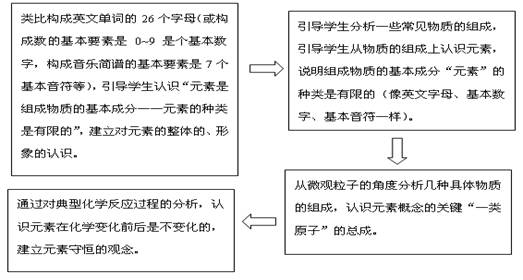 类比构成英文单词的 26 个字母(或构
成数的基本要素是 0~9 是个基本数
字，构成音乐简谱的基本要素是 7 个
基本音符等)，引导学生认识“元素是
组成物质的基本成分——元素的种类
是有限的”，建立对元素的整体的、形
象的认识。
引导学生分析一些常见物质的组成，
引导学生从物质的组成上认识元素，
说明组成物质的基本成分“元素”的
种类是有限的（像英文字母、基本数
字、基本音符一样)。
从微观粒子的角度分析几种具体物质
的组成，认识元素概念的关键“一类
原子”的总成。
通过对典型化学反应过程的分析，认
识元素在化学变化前后是不变化的，
建立元素守恒的观念。